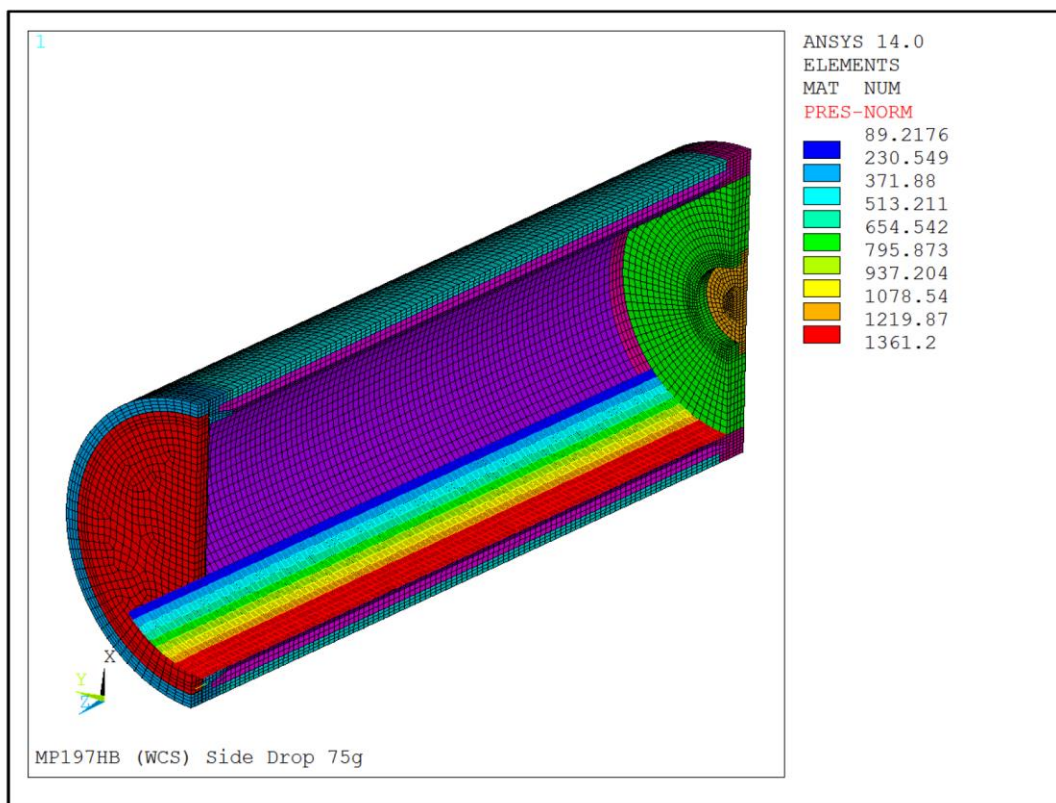 1
ANSYS 14.0
ELEMENTS
MAT NUM
PRES-NORM
89.2176
230.549
371.88
513.211
654.542
795.873
937.204
1078.54
1219.87
1361.2
X
Y
Z
MP197HB (WCS) Side Drop 75g